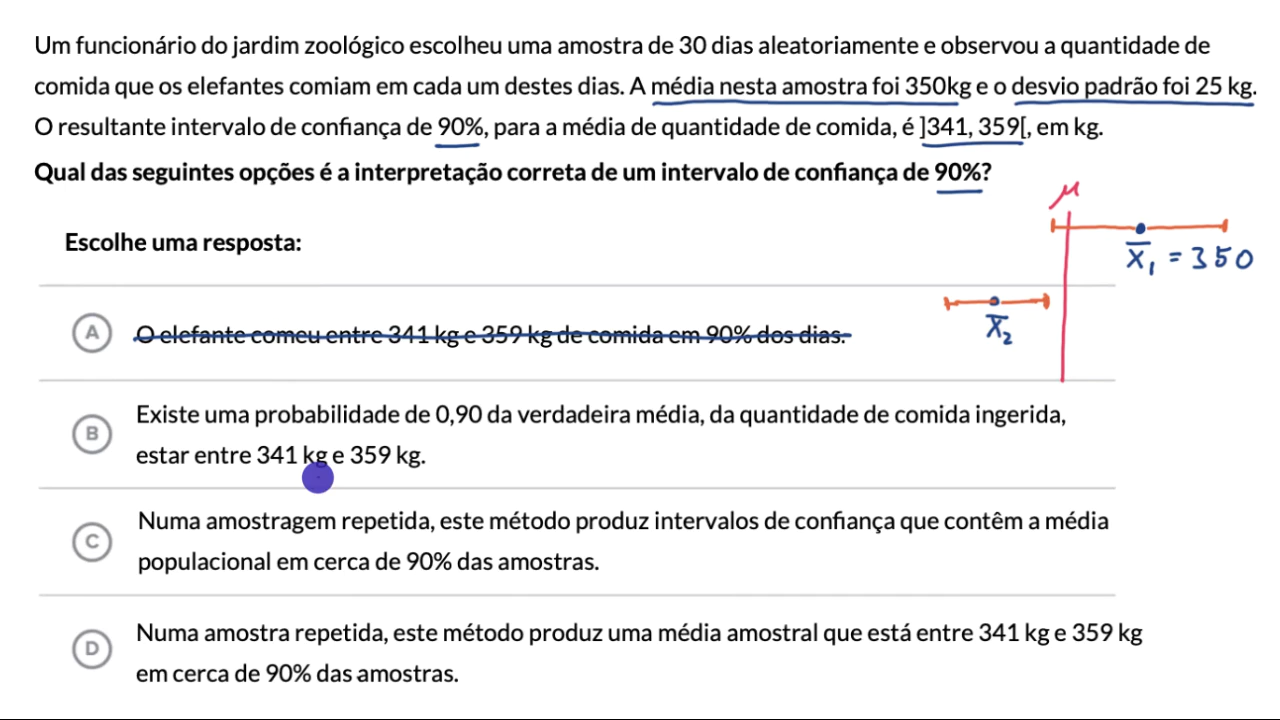 Um funcionário do jardim zoológico escolheu uma amostra de 30 dias aleatoriamente e observou a quantidade de
comida que os elefantes comiam em cada um destes dias. A média nesta amostra foi 350kg e o desvio padrão foi 25 kg.
O resultante intervalo de confiança de 90%, para a média de quantidade de comida, é ]341, 359[, em kg.
Qual das seguintes opções é a interpretação correta de um intervalo de confiança de 90%?
μ
Escolhe uma resposta:
x̅₁ = 350
A O elefante comeu entre 341 kg e 359 kg de comida em 90% dos dias.
x̅₂
B Existe uma probabilidade de 0,90 da verdadeira média, da quantidade de comida ingerida,
estar entre 341 kg e 359 kg.
C Numa amostragem repetida, este método produz intervalos de confiança que contêm a média
populacional em cerca de 90% das amostras.
D Numa amostra repetida, este método produz uma média amostral que está entre 341 kg e 359 kg
em cerca de 90% das amostras.